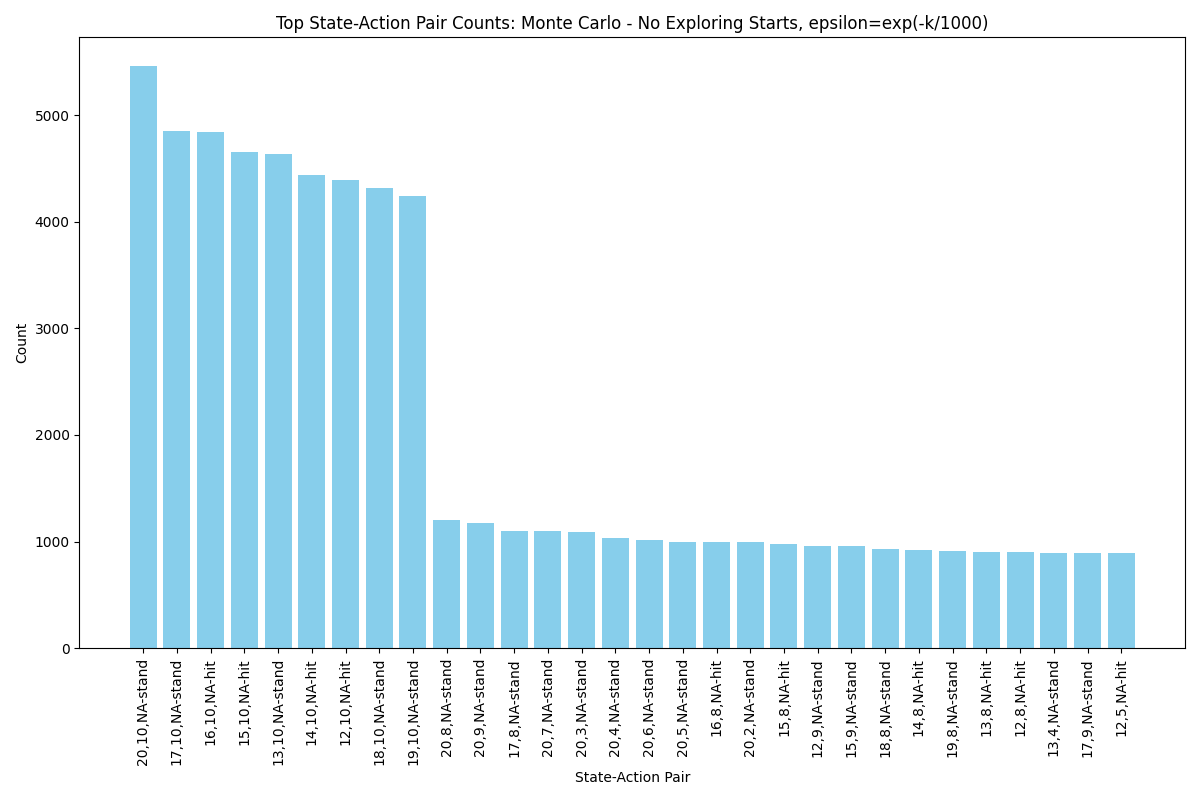 Top State-Action Pair Counts: Monte Carlo - No Exploring Starts, epsilon=exp(-k/1000)
Count
5000
4000
3000
2000
1000
0
20,10,NA-stand
17,10,NA-stand
16,10,NA-hit
15,10,NA-hit
13,10,NA-stand
14,10,NA-hit
12,10,NA-hit
18,10,NA-stand
19,10,NA-stand
20,8,NA-stand
20,9,NA-stand
17,8,NA-stand
20,7,NA-stand
20,3,NA-stand
20,4,NA-stand
20,6,NA-stand
20,5,NA-stand
16,8,NA-hit
20,2,NA-stand
15,8,NA-hit
12,9,NA-stand
15,9,NA-stand
18,8,NA-stand
14,8,NA-hit
19,8,NA-stand
13,8,NA-hit
12,8,NA-hit
13,4,NA-stand
17,9,NA-stand
12,5,NA-hit
State-Action Pair